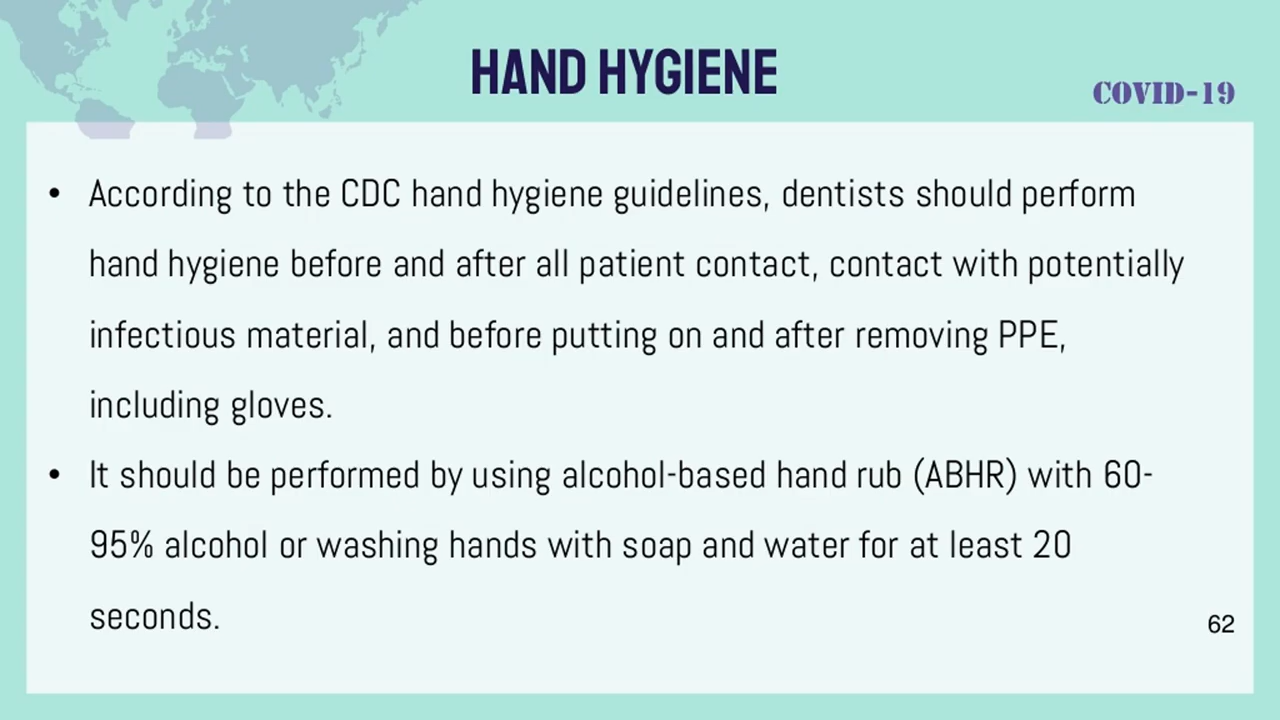 HAND HYGIENE
COVID-19
• According to the CDC hand hygiene guidelines, dentists should perform
hand hygiene before and after all patient contact, contact with potentially
infectious material, and before putting on and after removing PPE,
including gloves.
• It should be performed by using alcohol-based hand rub (ABHR) with 60-
95% alcohol or washing hands with soap and water for at least 20
seconds.
62